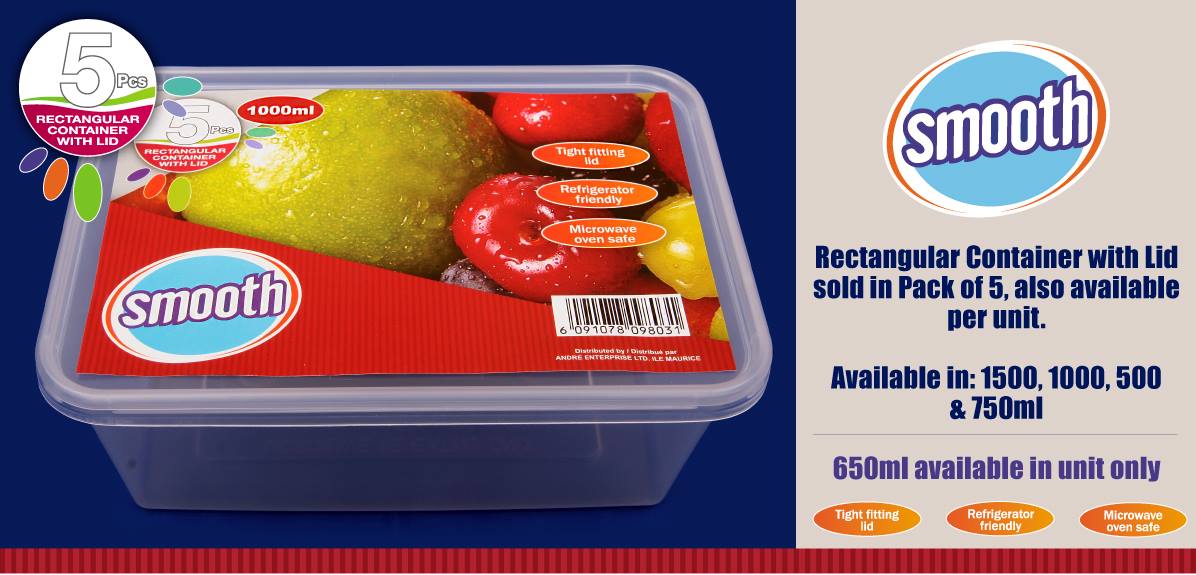 5 Pcs
RECTANGULAR
CONTAINER
WITH LID
5 Pcs
RECTANGULAR
CONTAINER
WITH LID
1000ml
Tight fitting
lid
Refrigerator
friendly
Microwave
oven safe
smooth
6 091078 098031
Distributed by / Distribué par
ANDRE ENTERPRISE LTD. ILE MAURICE
smooth
Rectangular Container with Lid
sold in Pack of 5, also available
per unit.
Available in: 1500, 1000, 500
& 750ml
650ml available in unit only
Tight fitting
lid
Refrigerator
friendly
Microwave
oven safe